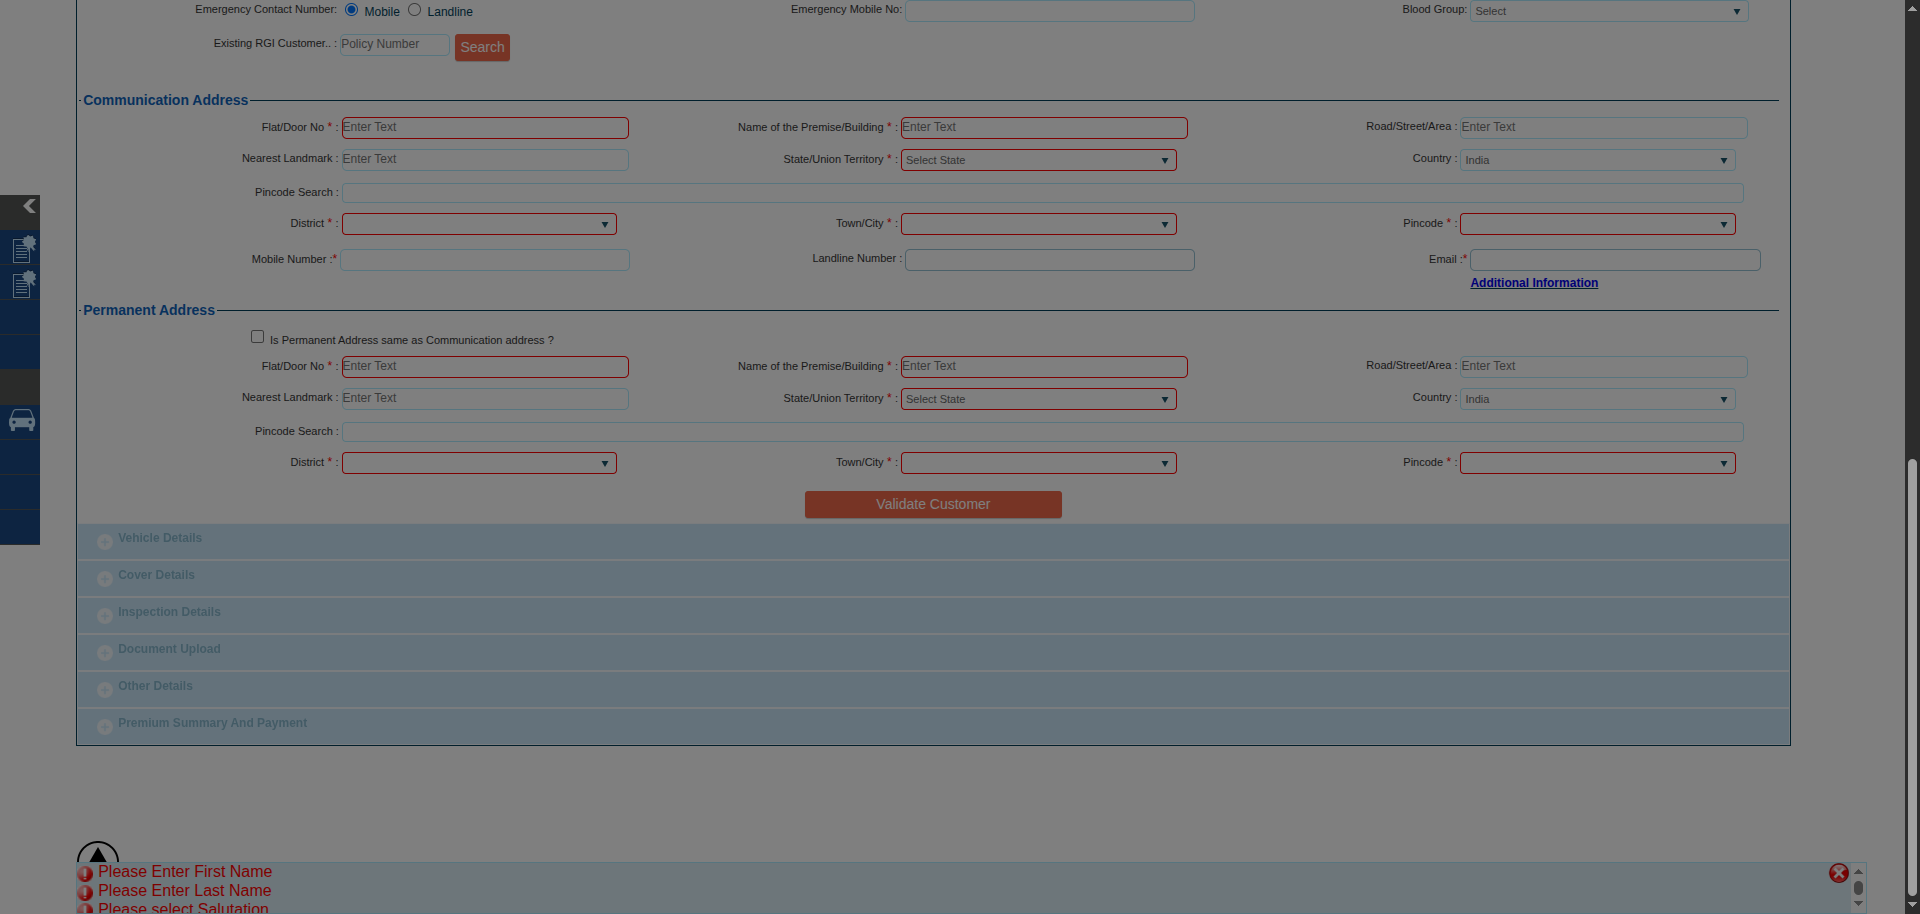 Emergency Contact Number: Mobile Landline Emergency Mobile No: Blood Group: Select
Existing RGI Customer.. : Policy Number Search
Communication Address
Flat/Door No * : Enter Text Name of the Premise/Building * : Enter Text Road/Street/Area : Enter Text
Nearest Landmark : Enter Text State/Union Territory * : Select State Country : India
Pincode Search :
District * : Town/City * : Pincode * :
Mobile Number :* Landline Number : Email :*
Additional Information
Permanent Address
Is Permanent Address same as Communication address ?
Flat/Door No * : Enter Text Name of the Premise/Building * : Enter Text Road/Street/Area : Enter Text
Nearest Landmark : Enter Text State/Union Territory * : Select State Country : India
Pincode Search :
District * : Town/City * : Pincode * :
Validate Customer
Vehicle Details
Cover Details
Inspection Details
Document Upload
Other Details
Premium Summary And Payment
Please Enter First Name
Please Enter Last Name
Please select Salutation